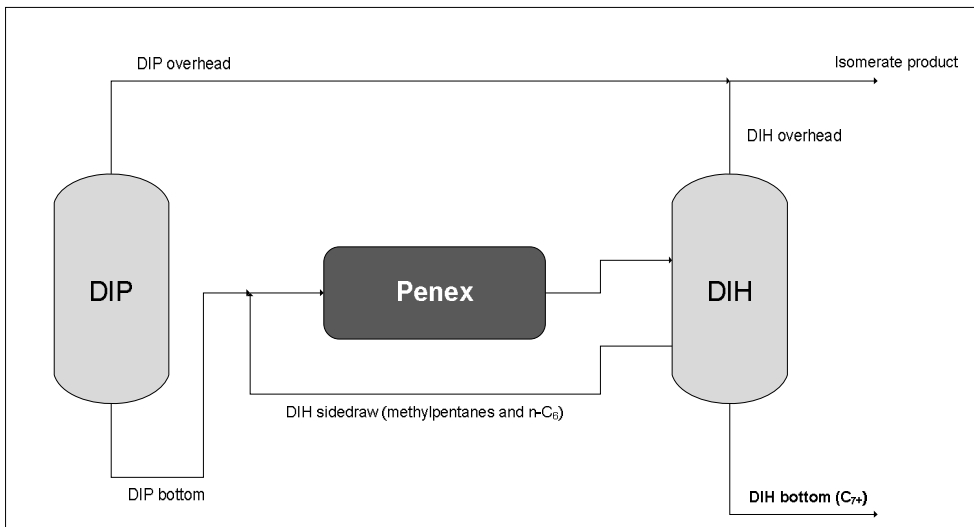 DIP overhead
Isomerate product
DIH overhead
DIP
Penex
DIH
DIH sidedraw (methylpentanes and n-C₆)
DIP bottom
DIH bottom (C₇₊)